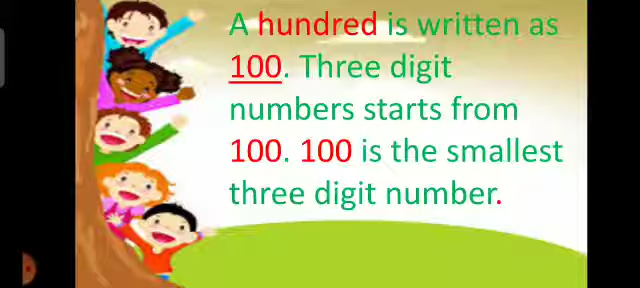 A hundred is written as
100. Three digit
numbers starts from
100. 100 is the smallest
three digit number.